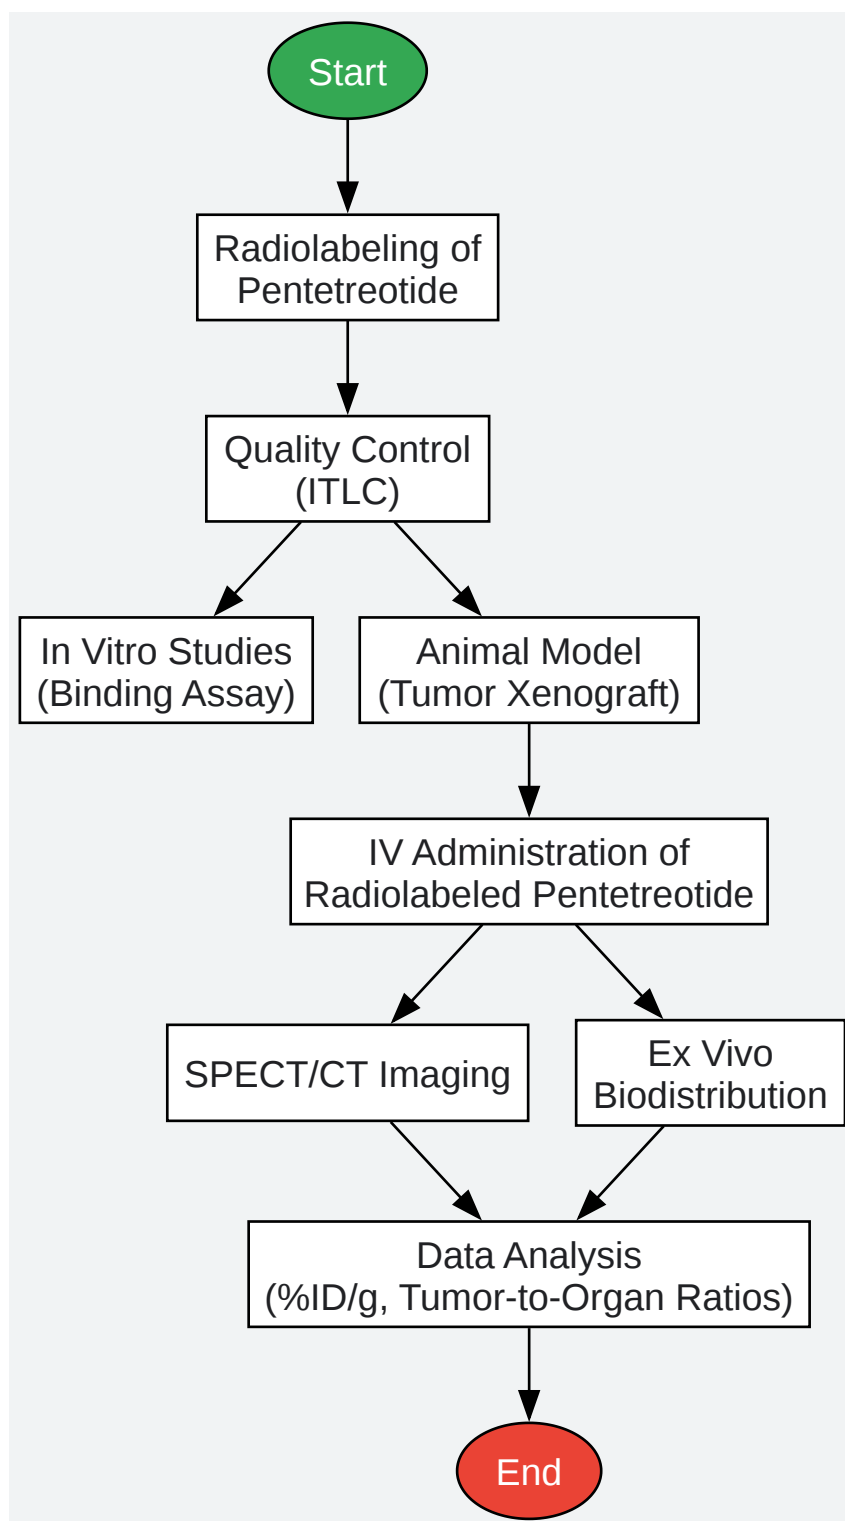 Start
Radiolabeling of
Pentetreotide
Quality Control
(ITLC)
In Vitro Studies
(Binding Assay)
Animal Model
(Tumor Xenograft)
IV Administration of
Radiolabeled Pentetreotide
SPECT/CT Imaging
Ex Vivo
Biodistribution
Data Analysis
(%ID/g, Tumor-to-Organ Ratios)
End